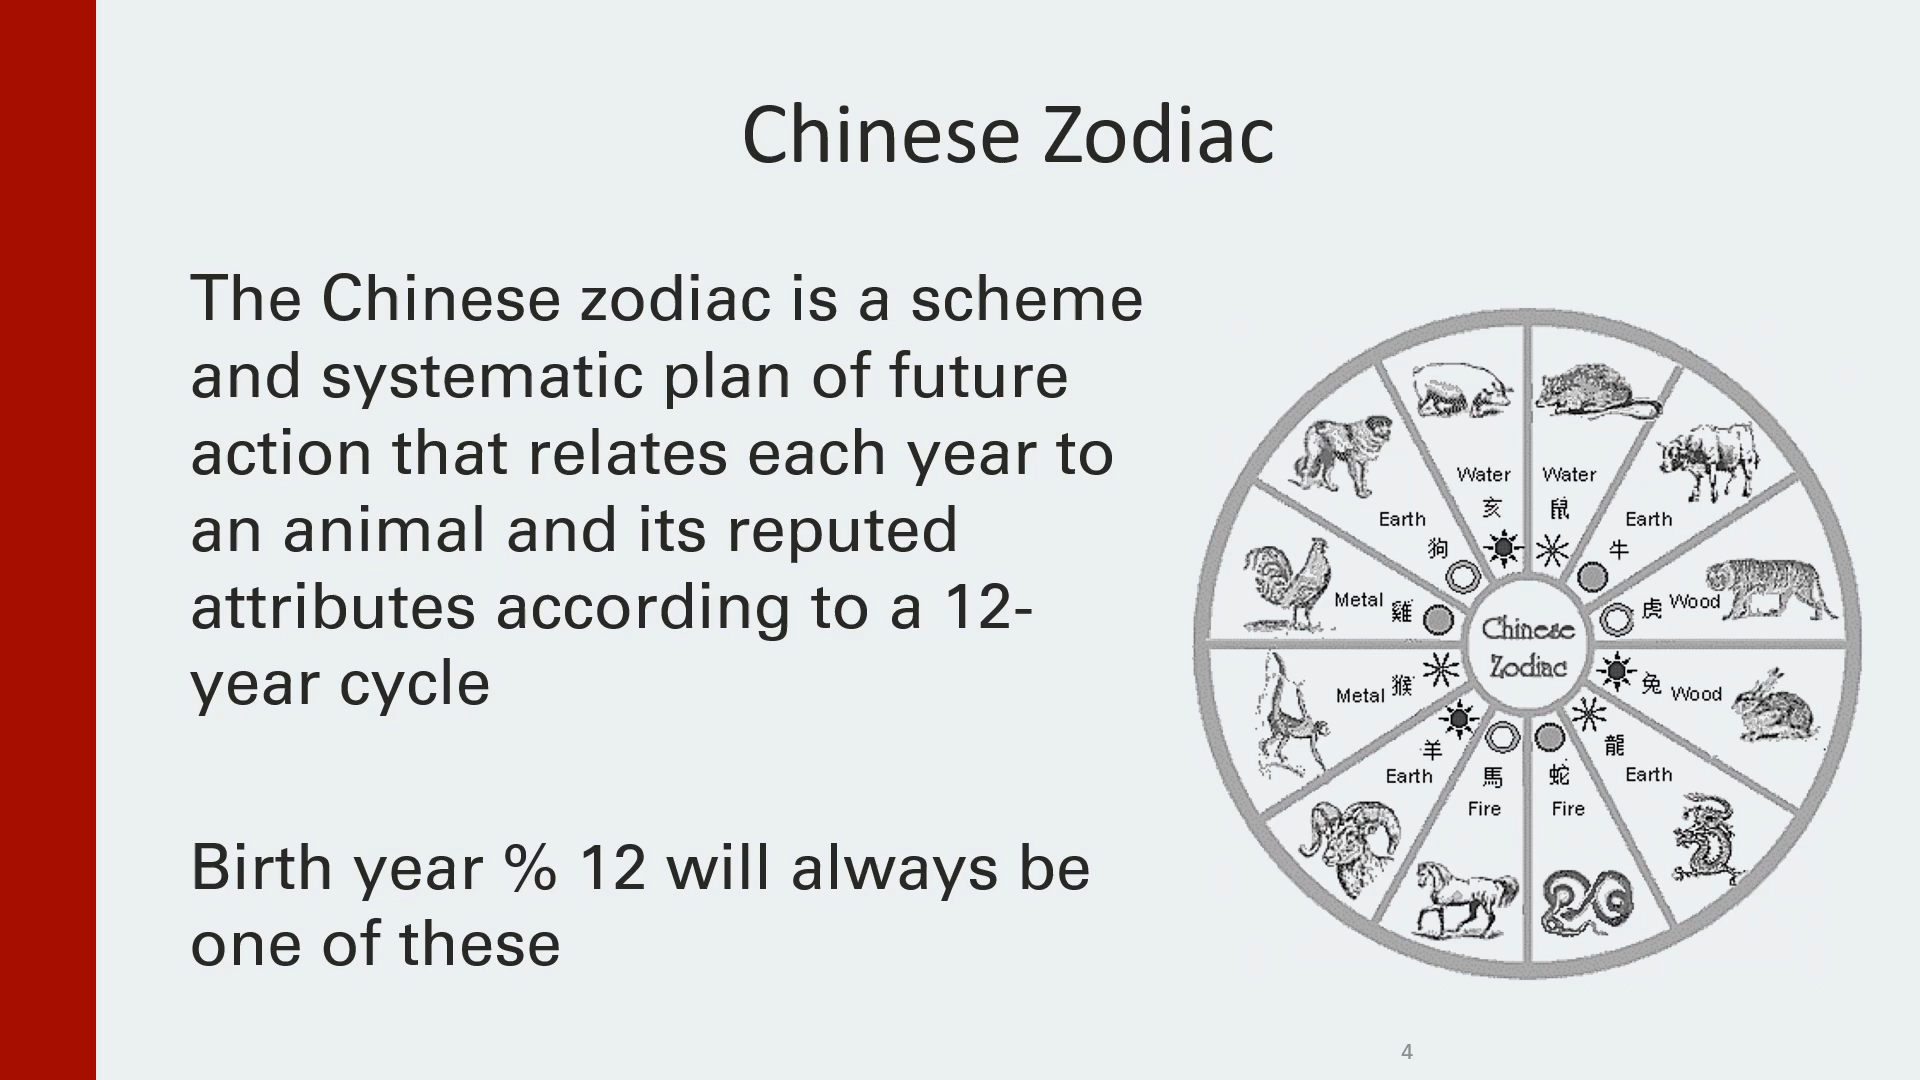 Chinese Zodiac
The Chinese zodiac is a scheme
and systematic plan of future
action that relates each year to
an animal and its reputed
attributes according to a 12-
year cycle
Birth year % 12 will always be
one of these
Water
亥
Water
鼠
Earth
牛
Wood
虎
Wood
兔
Earth
龍
Fire
蛇
Fire
馬
Earth
羊
Metal
猴
Metal
雞
Earth
狗
Chinese
Zodiac
4